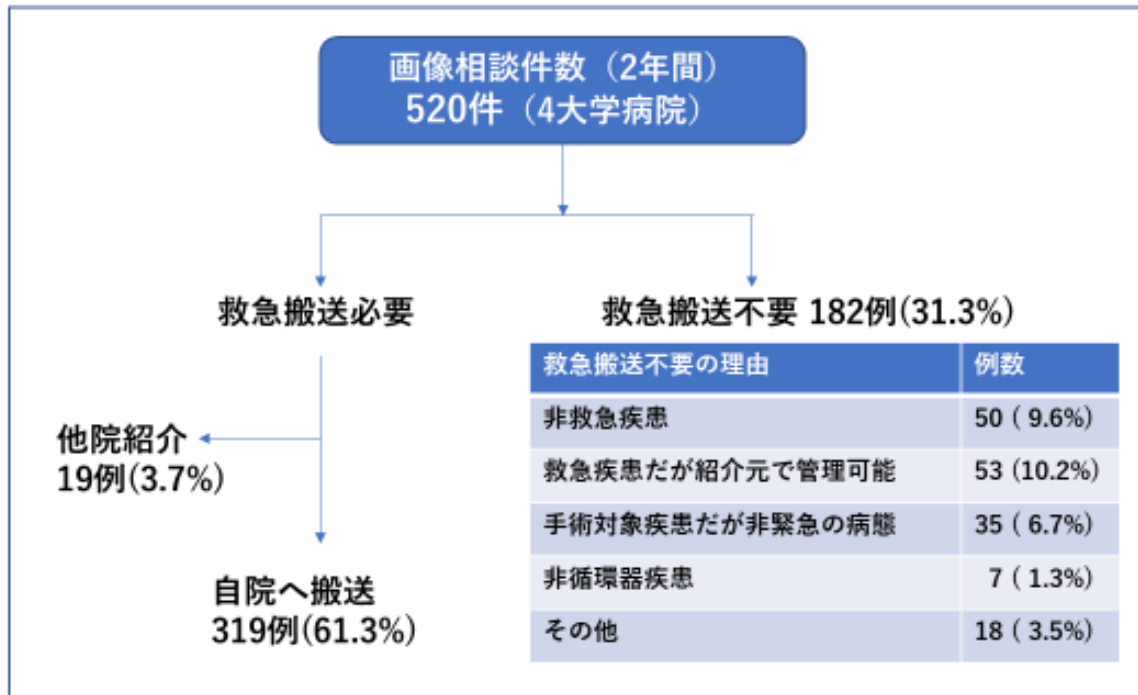 画像相談件数（2年間）
520件（4大学病院）
救急搬送必要
救急搬送不要 182例(31.3%)
救急搬送不要の理由 例数
非救急疾患 50 ( 9.6%)
救急疾患だが紹介元で管理可能 53 (10.2%)
手術対象疾患だが非緊急の病態 35 ( 6.7%)
非循環器疾患 7 ( 1.3%)
その他 18 ( 3.5%)
他院紹介
19例(3.7%)
自院へ搬送
319例(61.3%)